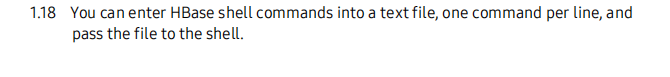 1.18 You can enter HBase shell commands into a text file, one command per line, and
pass the file to the shell.